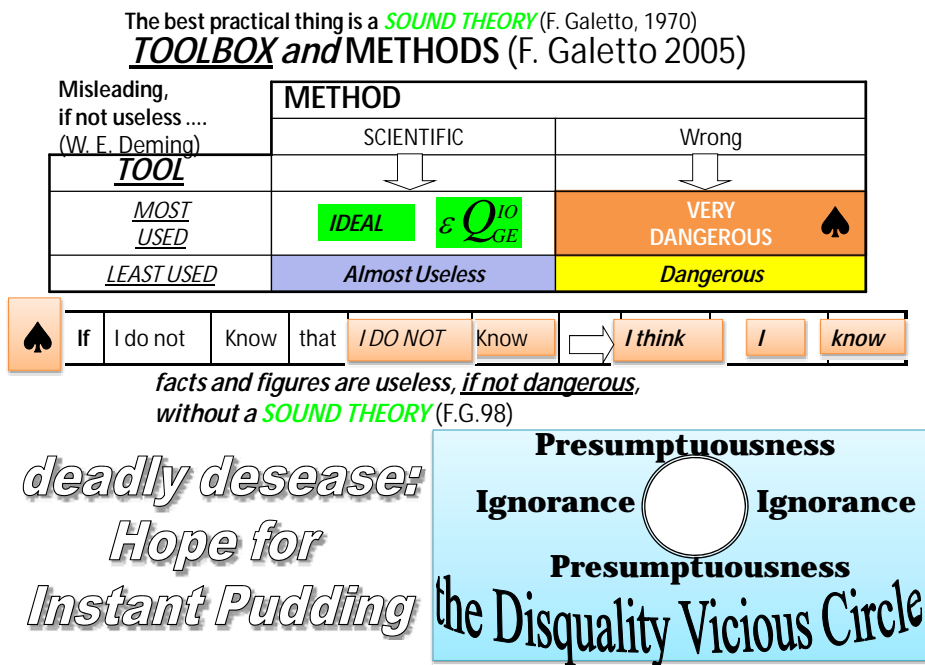 The best practical thing is a SOUND THEORY (F. Galetto, 1970)
TOOLBOX and METHODS (F. Galetto 2005)
Misleading,
if not useless ....
(W. E. Deming)
METHOD
SCIENTIFIC Wrong
TOOL
MOST
USED
IDEAL ε Q IO GE
VERY
DANGEROUS ♠
LEAST USED Almost Useless Dangerous
♠ If I do not Know that I DO NOT Know I think I know
facts and figures are useless, if not dangerous,
without a SOUND THEORY (F.G.98)
deadly desease:
Hope for
Instant Pudding
Presumptuousness
Ignorance Ignorance
Presumptuousness
the Disquality Vicious Circle